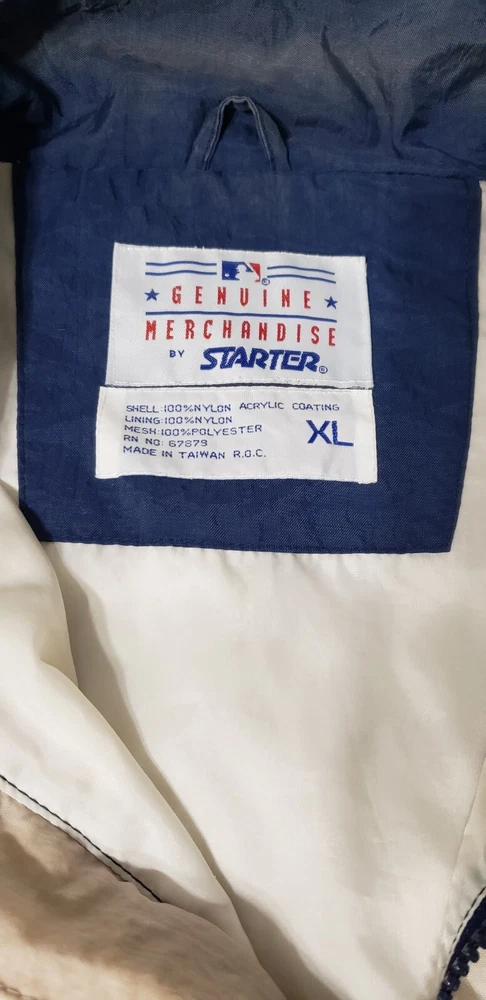 GENUINE
MERCHANDISE
BY STARTER®
SHELL:100%NYLON ACRYLIC COATING
LINING:100%NYLON
MESH:100%POLYESTER
RN NO: 67879
MADE IN TAIWAN R.O.C.
XL